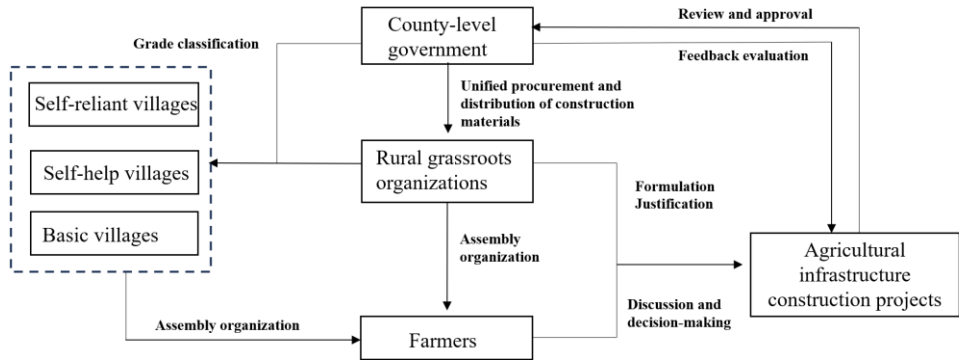 Review and approval
County-level
government
Grade classification
Feedback evaluation
Unified procurement and
distribution of construction
materials
Self-reliant villages
Self-help villages
Basic villages
Rural grassroots
organizations
Formulation
Justification
Assembly
organization
Agricultural
infrastructure
construction projects
Discussion and
decision-making
Assembly organization
Farmers